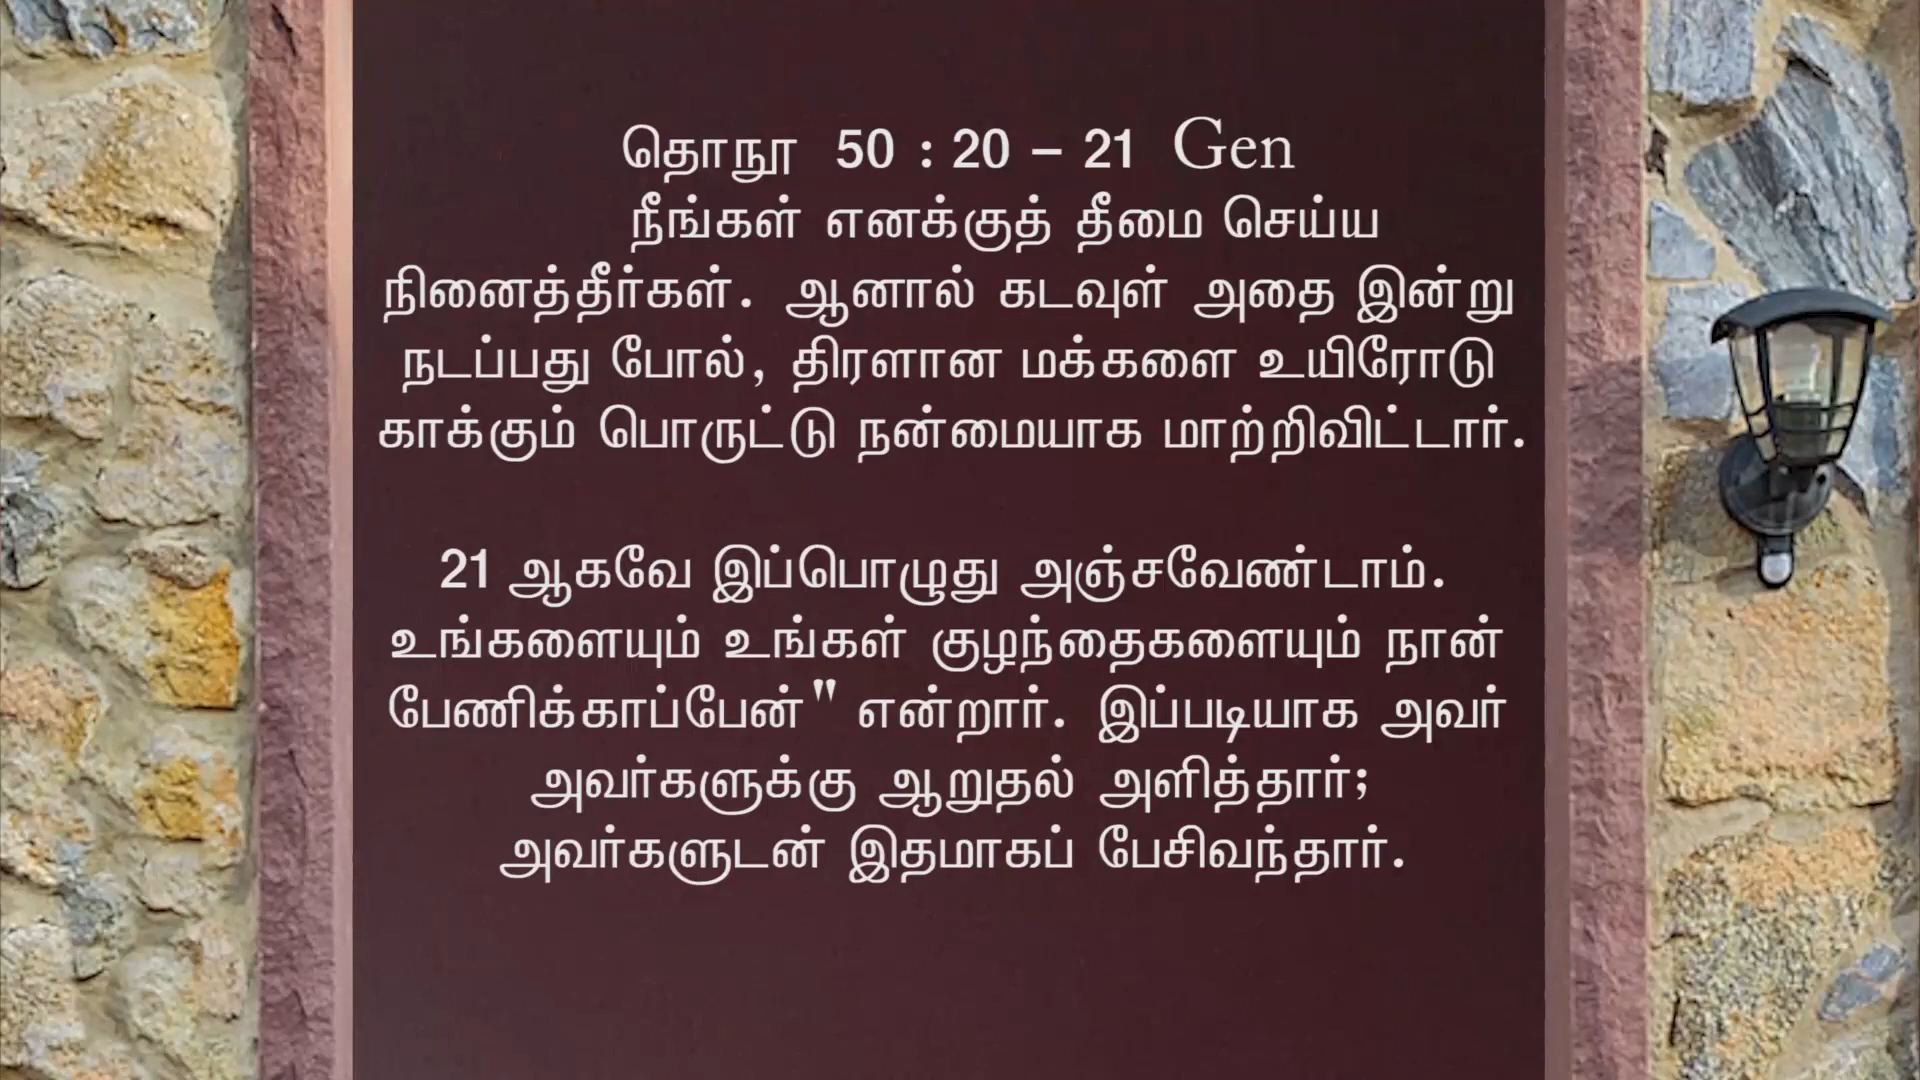 தொநூ 50 : 20 – 21 Gen
நீங்கள் எனக்குத் தீமை செய்ய
நினைத்தீர்கள். ஆனால் கடவுள் அதை இன்று
நடப்பது போல், திரளான மக்களை உயிரோடு
காக்கும் பொருட்டு நன்மையாக மாற்றிவிட்டார்.
21 ஆகவே இப்பொழுது அஞ்சவேண்டாம்.
உங்களையும் உங்கள் குழந்தைகளையும் நான்
பேணிக்காப்பேன்" என்றார். இப்படியாக அவர்
அவர்களுக்கு ஆறுதல் அளித்தார்;
அவர்களுடன் இதமாகப் பேசிவந்தார்.